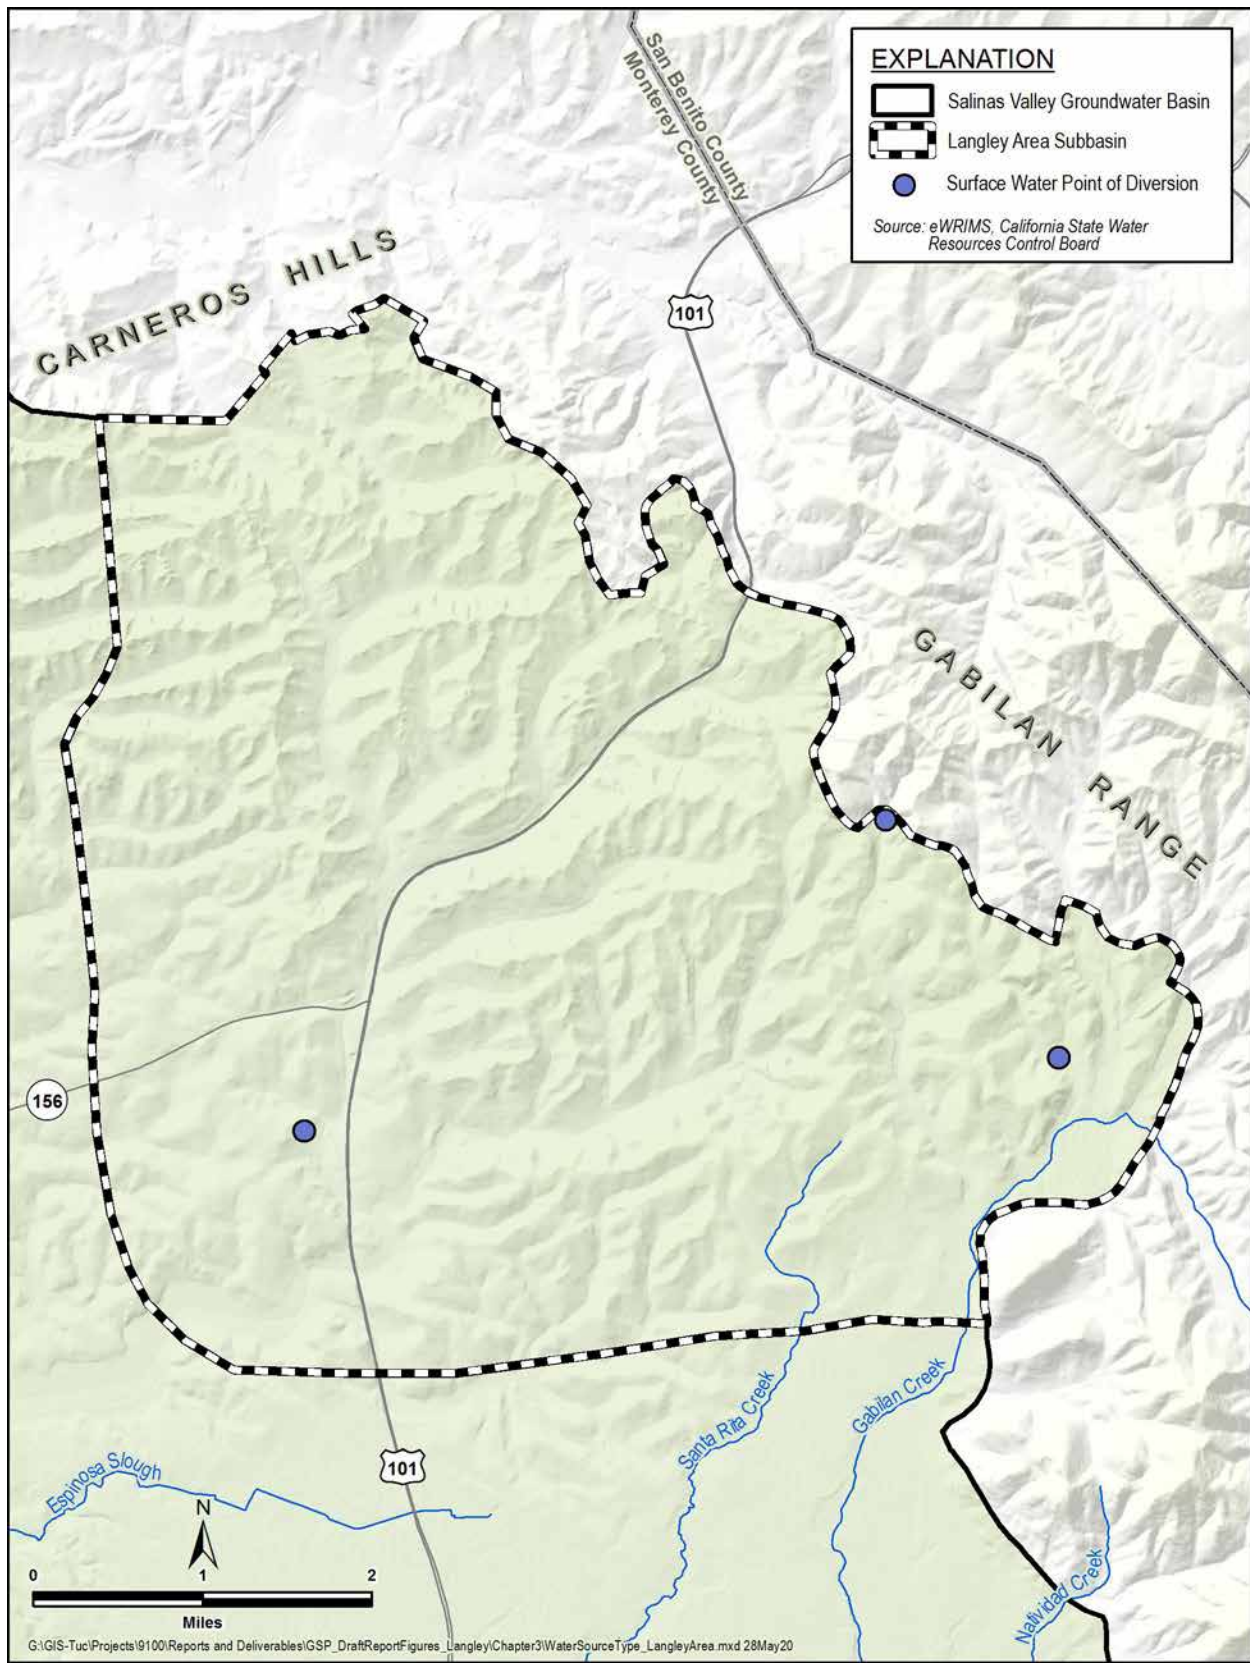 EXPLANATION
Salinas Valley Groundwater Basin
Langley Area Subbasin
Surface Water Point of Diversion
Source: eWRIMS, California State Water
Resources Control Board
San Benito County
Monterey County
CARNEROS HILLS
101
GABILAN RANGE
156
Santa Rita Creek
Gabilan Creek
101
Espinosa Slough
Natividad Creek
N
0 1 2
Miles
G:\GIS-Tuc\Projects\9100\Reports and Deliverables\GSP_DraftReportFigures_Langley\Chapter3\WaterSourceType_LangleyArea.mxd 28May20